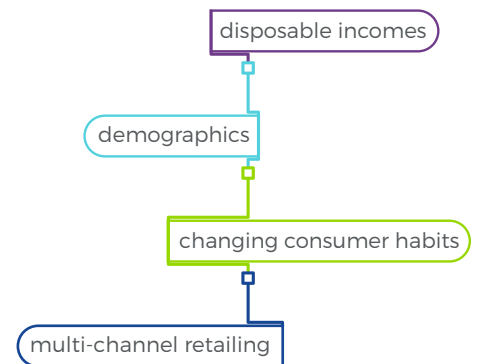 disposable incomes
demographics
changing consumer habits
multi-channel retailing